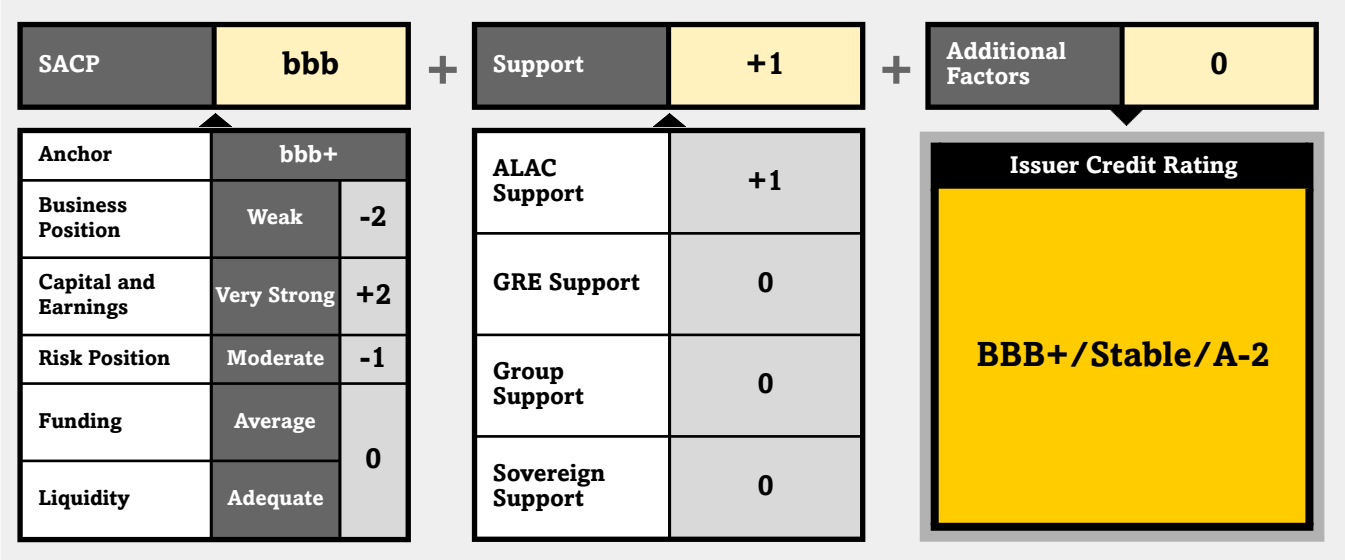 SACP
bbb
+
Support
+1
+
Additional
Factors
0
Anchor
bbb+
Business
Position
Weak
-2
Capital and
Earnings
Very Strong
+2
Risk Position
Moderate
-1
Funding
Average
0
Liquidity
Adequate
ALAC
Support
+1
GRE Support
0
Group
Support
0
Sovereign
Support
0
Issuer Credit Rating
BBB+/Stable/A-2